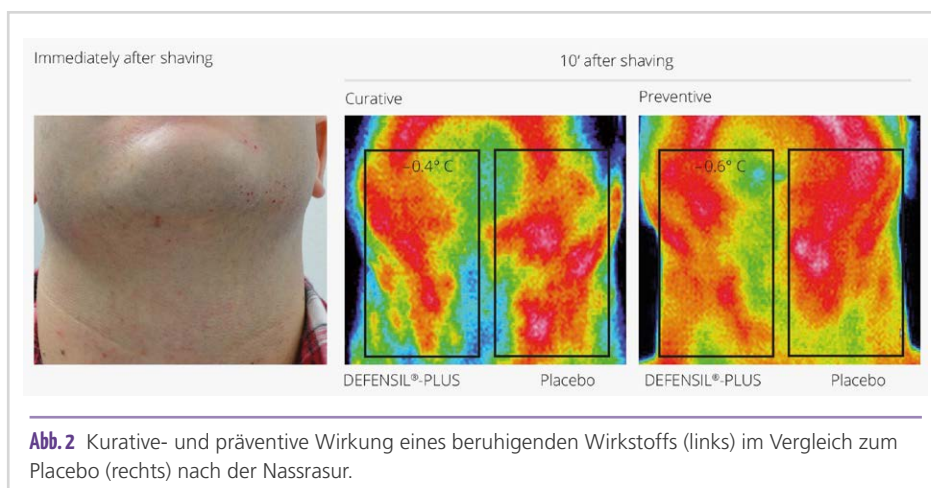 Immediately after shaving
10' after shaving
Curative
Preventive
-0.4° C
-0.6° C
DEFENSIL®-PLUS
Placebo
DEFENSIL®-PLUS
Placebo
Abb. 2 Kurative- und präventive Wirkung eines beruhigenden Wirkstoffs (links) im Vergleich zum
Placebo (rechts) nach der Nassrasur.